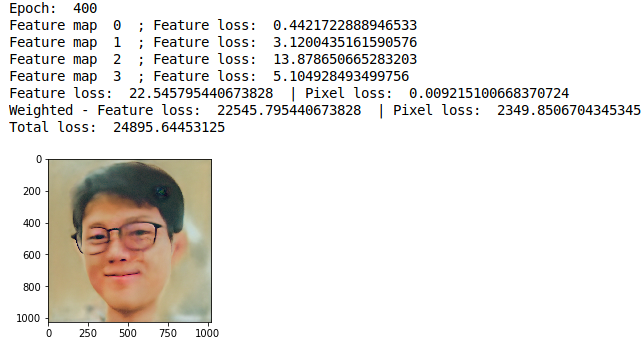 Epoch:  400
Feature map  0  ; Feature loss:  0.4421722888946533
Feature map  1  ; Feature loss:  3.1200435161590576
Feature map  2  ; Feature loss:  13.878650665283203
Feature map  3  ; Feature loss:  5.104928493499756
Feature loss:  22.545795440673828  | Pixel loss:  0.009215100668370724
Weighted - Feature loss:  22545.795440673828  | Pixel loss:  2349.8506704345345
Total loss:  24895.64453125
0
200
400
600
800
1000
0 250 500 750 1000